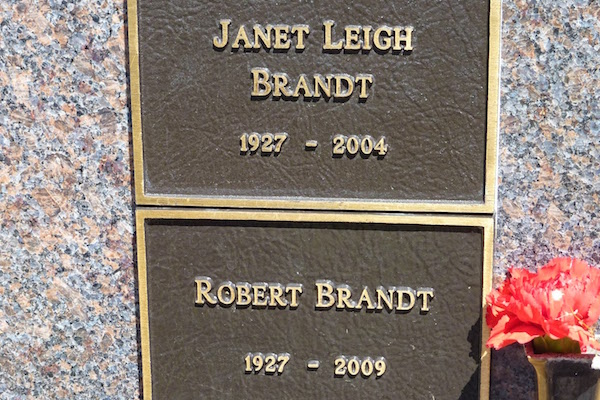 JANET LEIGH
BRANDT
1927 - 2004
ROBERT BRANDT
1927 - 2009